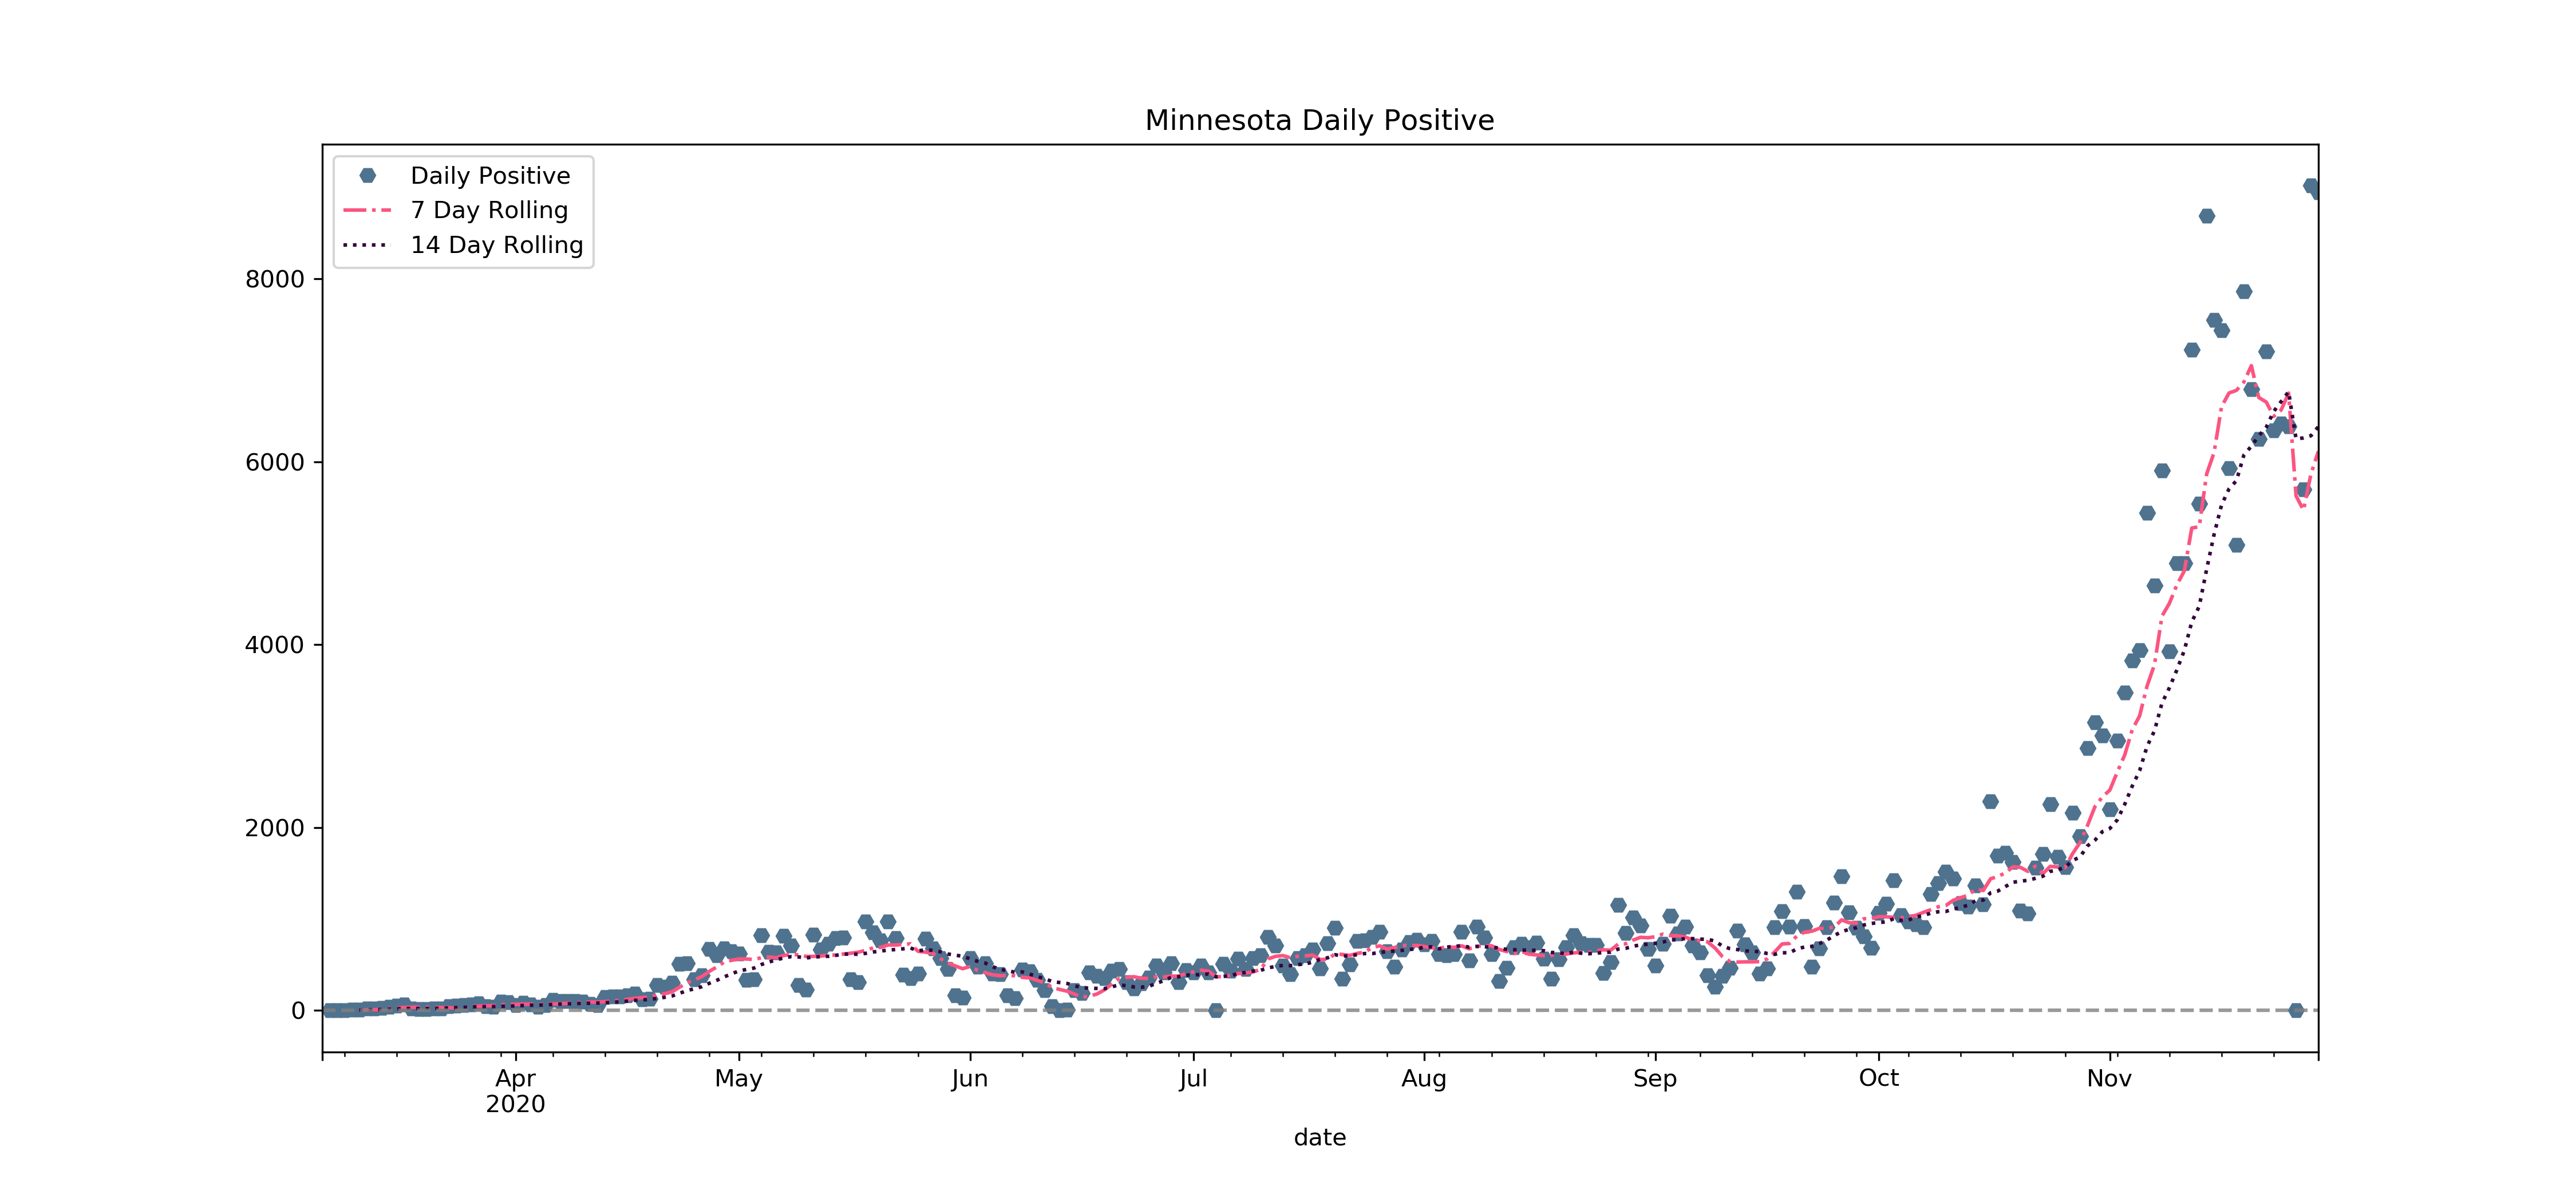 Minnesota Daily Positive
Daily Positive
7 Day Rolling
14 Day Rolling
8000
6000
4000
2000
0
Apr May Jun Jul Aug Sep Oct Nov
2020
date